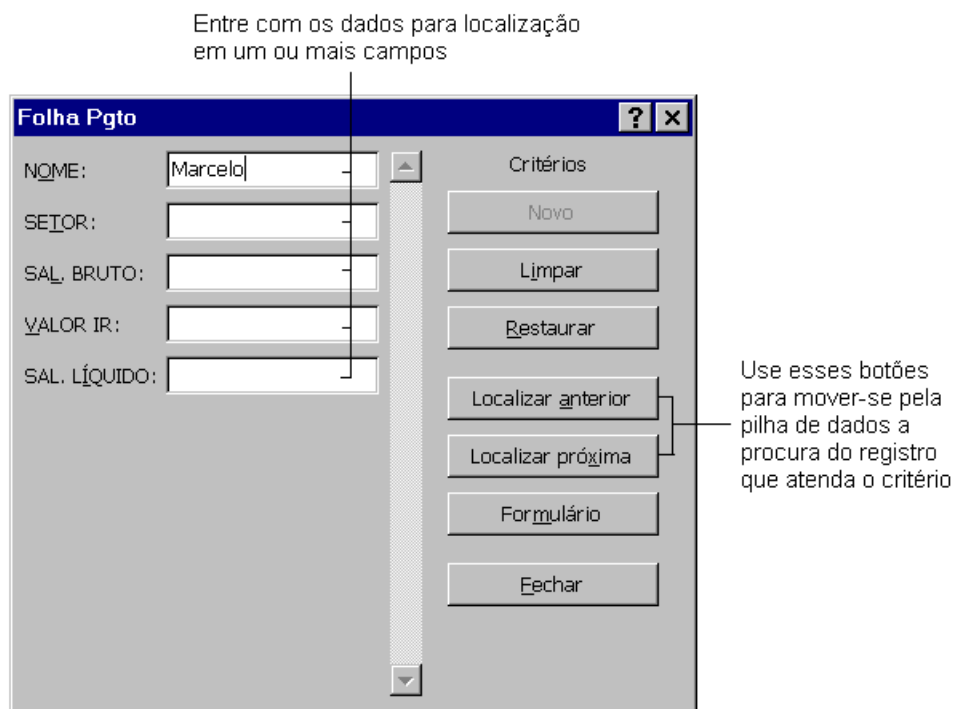 Entre com os dados para localização
em um ou mais campos
Folha Pgto
NOME:
Marcelo
SETOR:
SAL. BRUTO:
VALOR IR:
SAL. LÍQUIDO:
Critérios
Novo
Limpar
Restaurar
Localizar anterior
Localizar próxima
Formulário
Fechar
Use esses botões
para mover-se pela
pilha de dados a
procura do registro
que atenda o critério